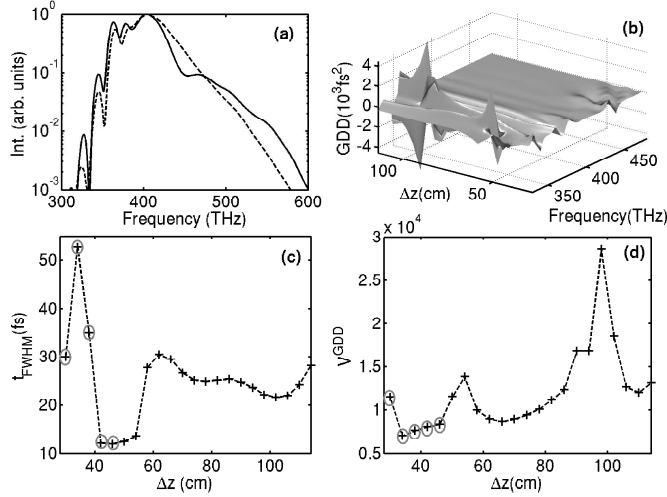 (a)
Int. (arb. units)
10^0
10^-1
10^-2
10^-3
300 400 500 600
Frequency (THz)
(b)
GDD(10^3fs^2)
4
2
0
-2
-4
100
50
Δz(cm)
350
400
450
Frequency(THz)
(c)
t_FWHM(fs)
50
40
30
20
10
40 60 80 100
Δz (cm)
(d)
x 10^4
V^GDD
3
2.5
2
1.5
1
0.5
40 60 80 100
Δz(cm)